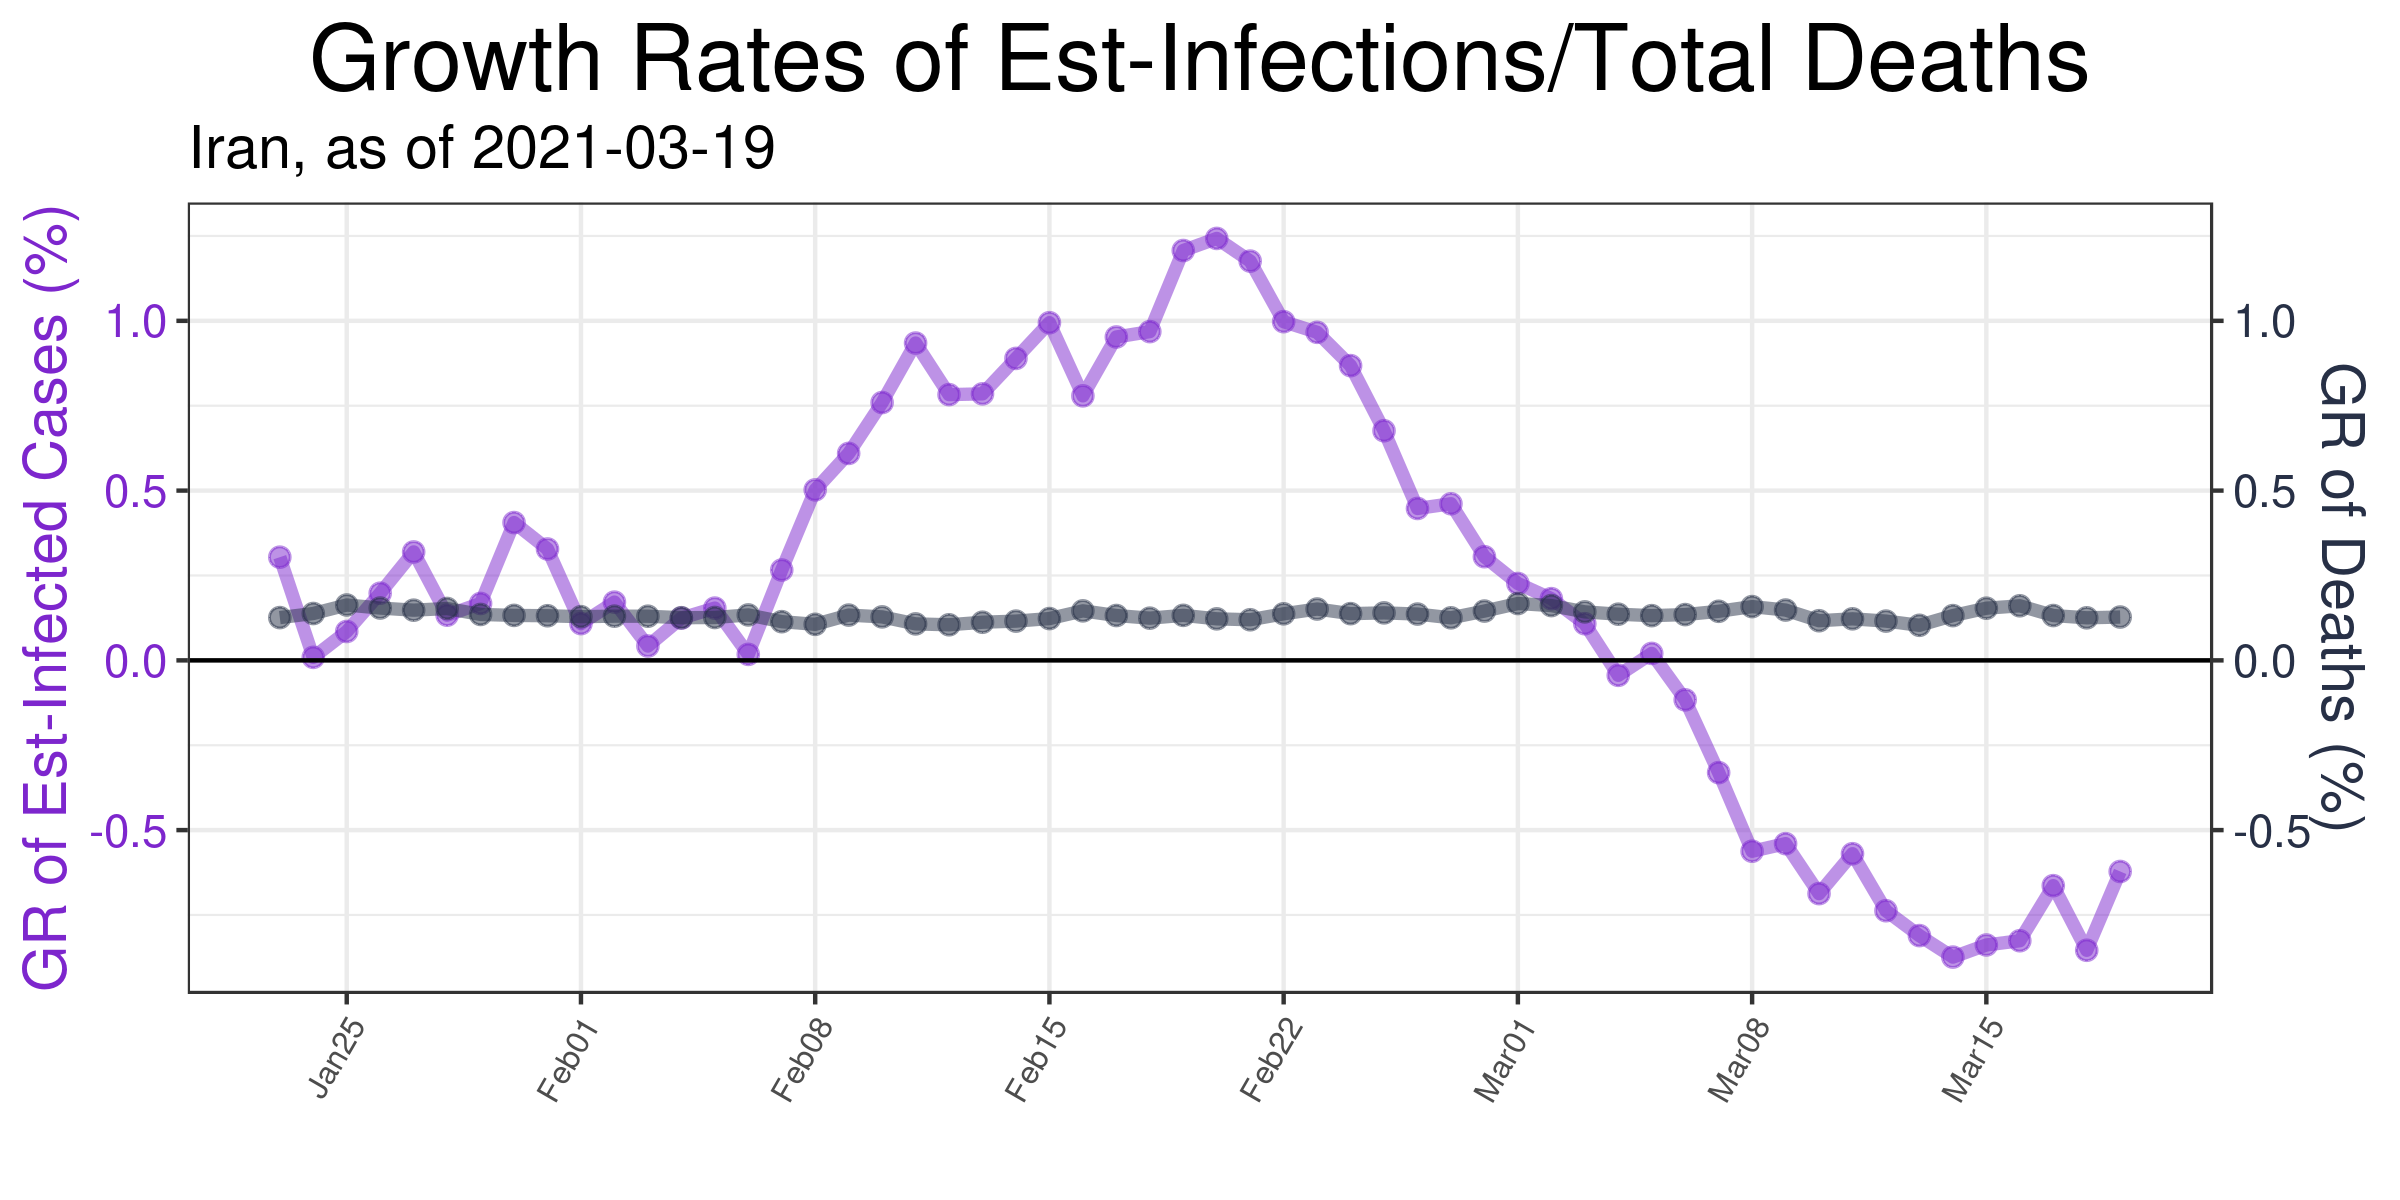 Growth Rates of Est-Infections/Total Deaths
Iran, as of 2021-03-19
GR of Est-Infected Cases (%)
1.0
0.5
0.0
-0.5
1.0
0.5
0.0
-0.5
GR of Deaths (%)
Jan25
Feb01
Feb08
Feb15
Feb22
Mar01
Mar08
Mar15